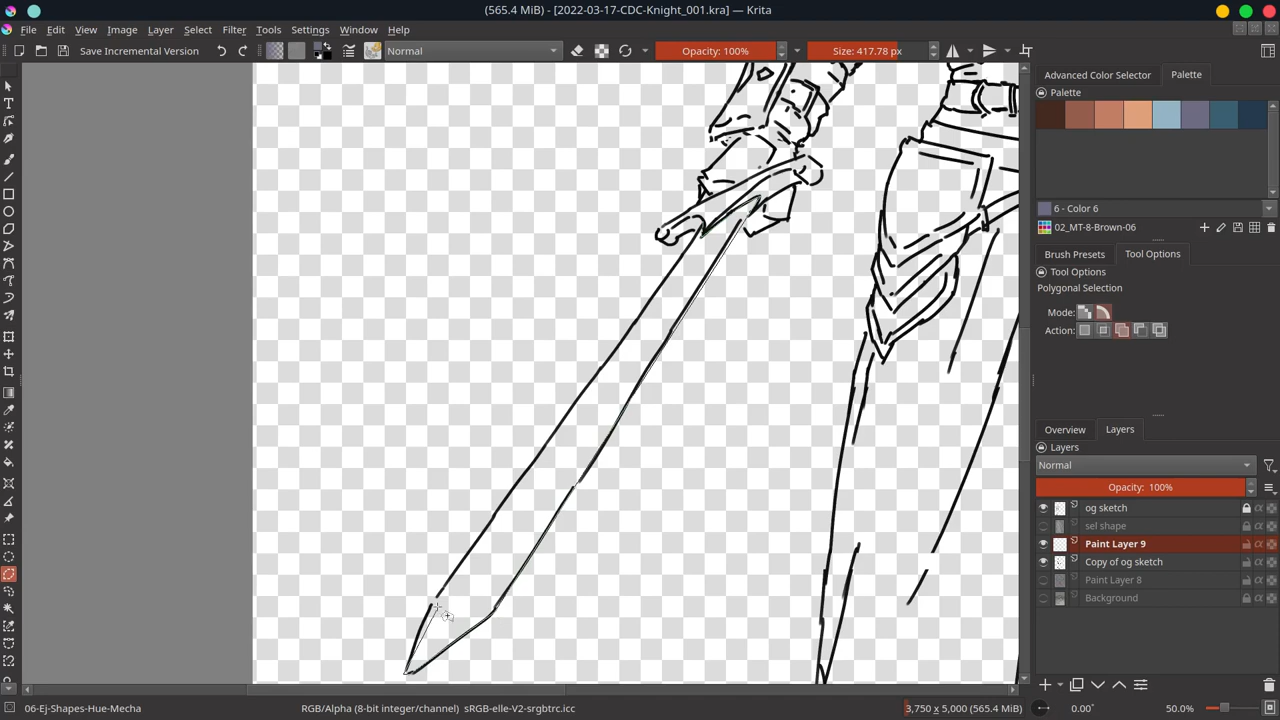 (565.4 MiB) - [2022-03-17-CDC-Knight_001.kra] — Krita
File Edit View Image Layer Select Filter Tools Settings Window Help
Save Incremental Version
Normal
Opacity: 100%
Size: 417.78 px
Advanced Color Selector
Palette
Palette
6 - Color 6
02_MT-8-Brown-06
Brush Presets
Tool Options
Tool Options
Polygonal Selection
Mode:
Action:
Overview
Layers
Layers
Normal
Opacity: 100%
og sketch
sel shape
Paint Layer 9
Copy of og sketch
Paint Layer 8
Background
06-Ej-Shapes-Hue-Mecha
RGB/Alpha (8-bit integer/channel) sRGB-elle-V2-srgbtrc.icc
3,750 x 5,000 (565.4 MiB)
0.00°
50.0%